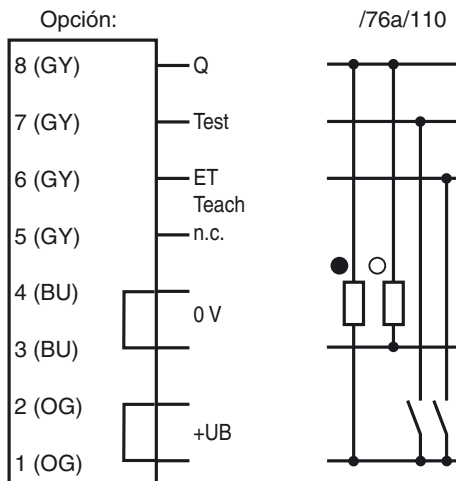 Opción: /76a/110
8 (GY) Q
7 (GY) Test
6 (GY) ET
Teach
5 (GY) n.c.
4 (BU)
0 V
3 (BU)
2 (OG)
+UB
1 (OG)